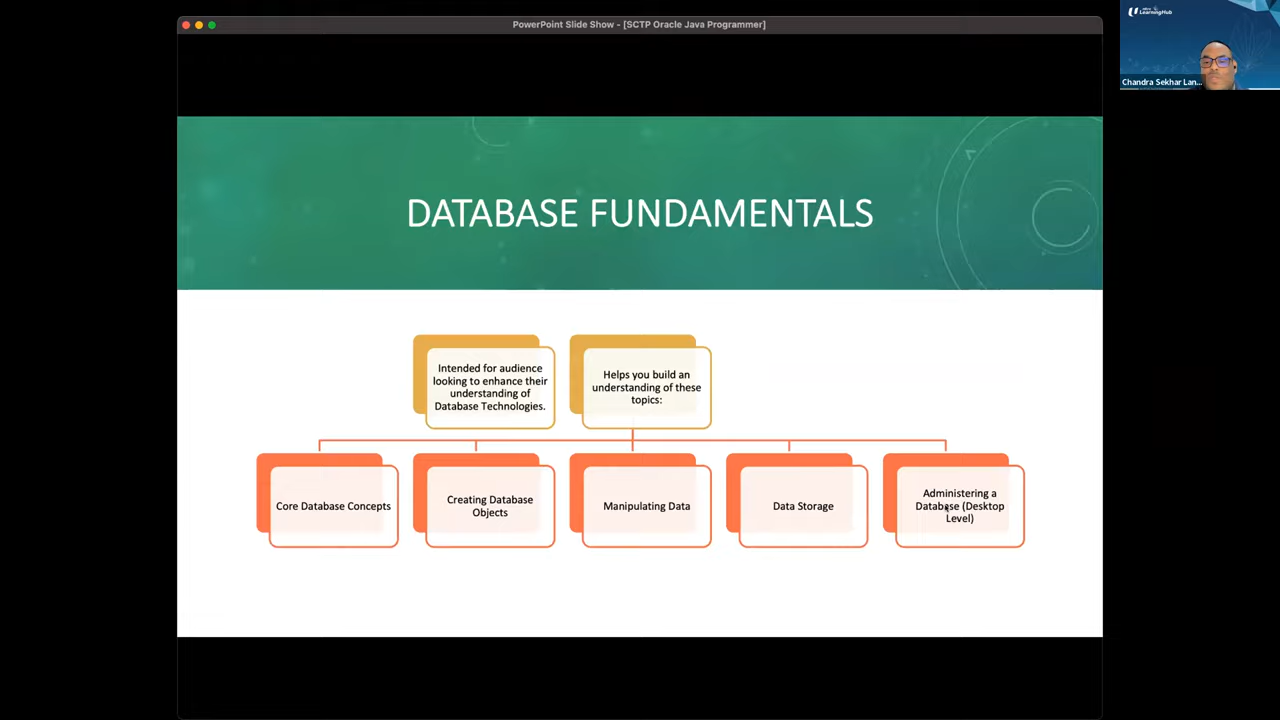 PowerPoint Slide Show - [SCTP Oracle Java Programmer]
LearningHub
Chandra Sekhar Lan...
DATABASE FUNDAMENTALS
Intended for audience
looking to enhance their
understanding of
Database Technologies.
Helps you build an
understanding of these
topics:
Core Database Concepts
Creating Database
Objects
Manipulating Data
Data Storage
Administering a
Database (Desktop
Level)